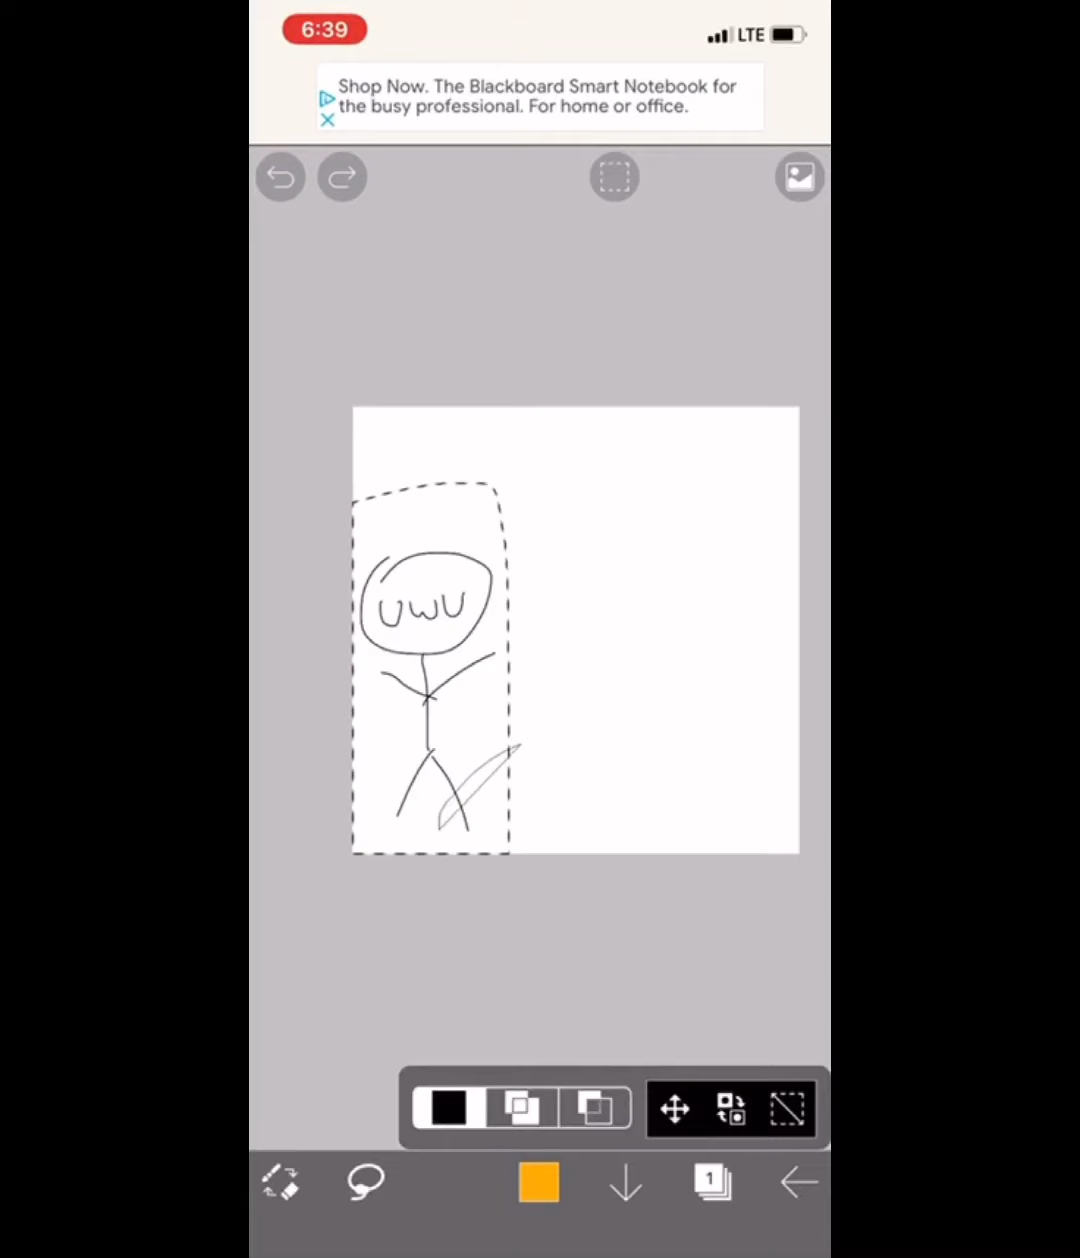 6:39
LTE
Shop Now. The Blackboard Smart Notebook for
the busy professional. For home or office.
UWU
1